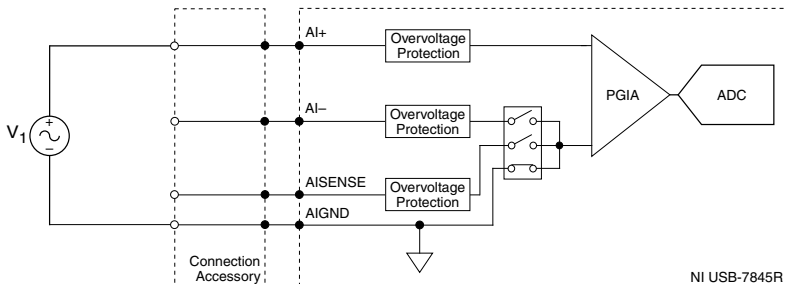 AI+
Overvoltage
Protection
PGIA
ADC
AI–
Overvoltage
Protection
V1
+
–
AISENSE
Overvoltage
Protection
AIGND
Connection
Accessory
NI USB-7845R